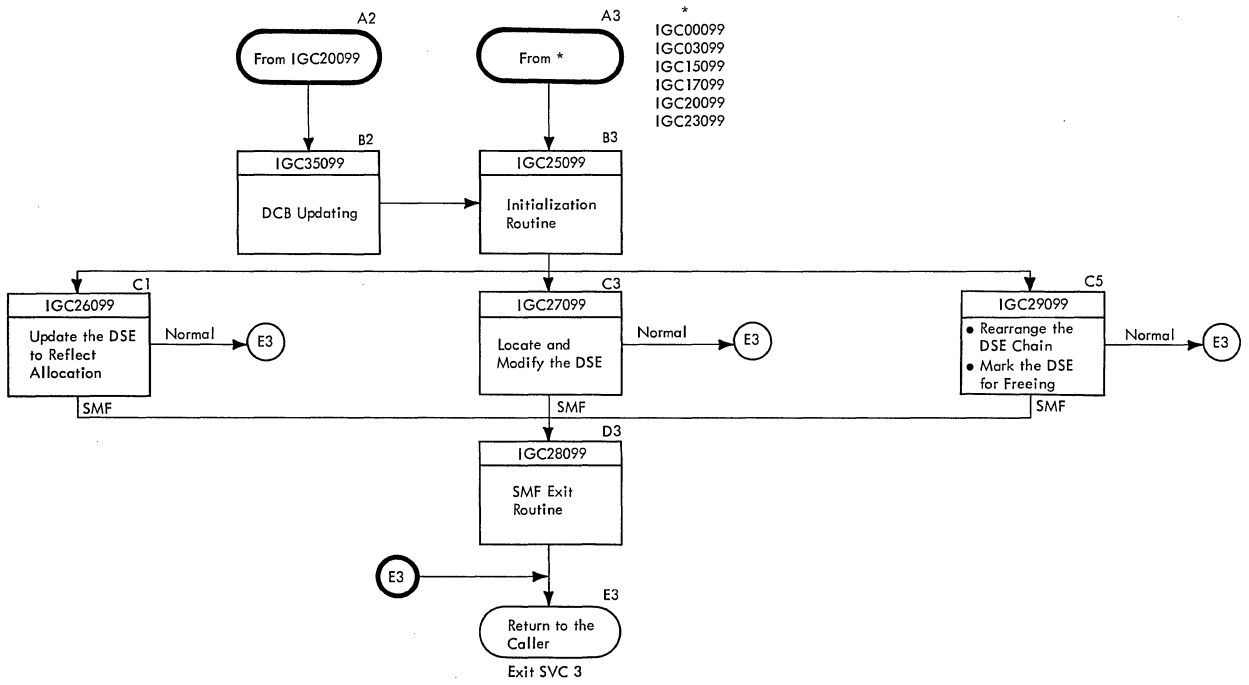 A2
From IGC20099
A3
From *
*
IGC00099
IGC03099
IGC15099
IGC17099
IGC20099
IGC23099
B2
IGC35099
DCB Updating
B3
IGC25099
Initialization
Routine
C1
IGC26099
Update the DSE
to Reflect
Allocation
Normal
E3
SMF
C3
IGC27099
Locate and
Modify the DSE
Normal
E3
SMF
C5
IGC29099
• Rearrange the
DSE Chain
• Mark the DSE
for Freeing
Normal
E3
SMF
D3
IGC28099
SMF Exit
Routine
E3
E3
Return to the
Caller
Exit SVC 3